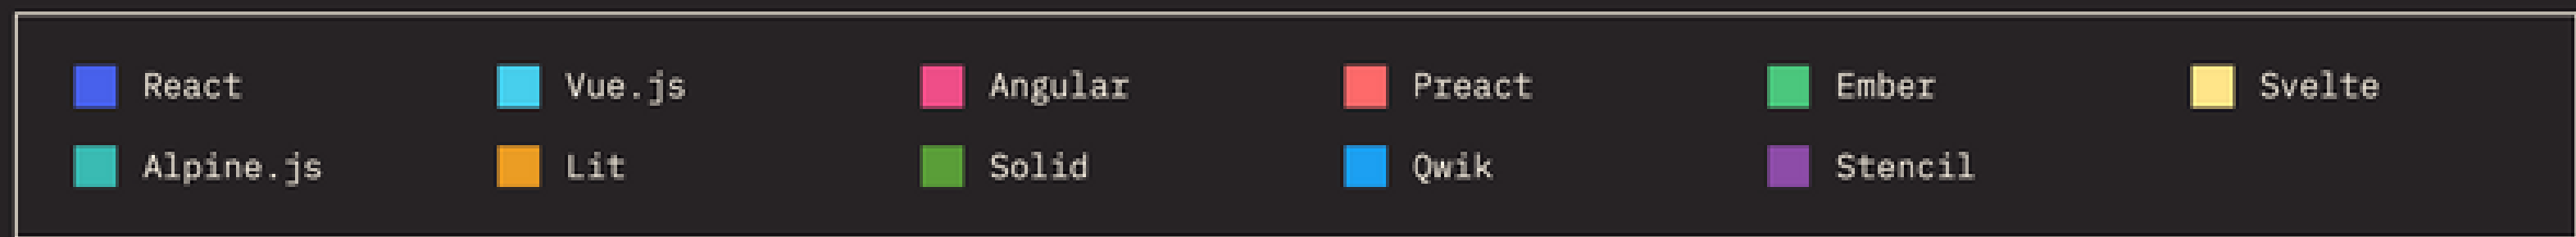 React Vue.js Angular Preact Ember Svelte
Alpine.js Lit Solid Qwik Stencil